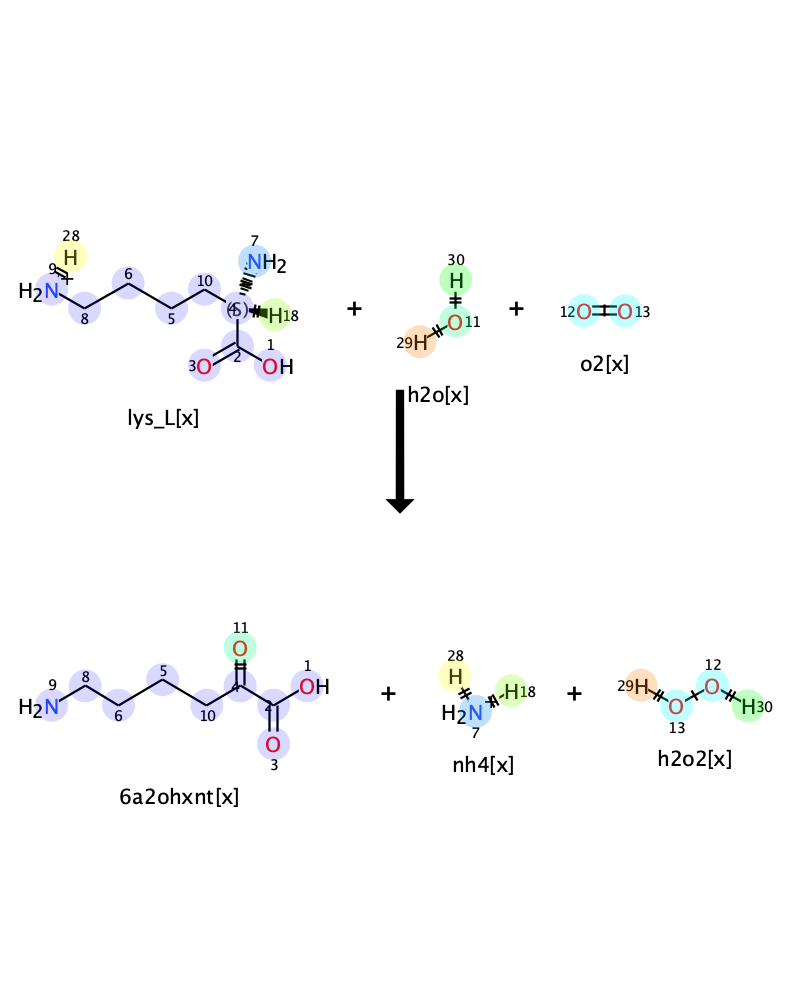 28
H
9
+
H2N
8
6
5
10
7
NH2
4
(S)
H18
2
3O
1
OH
lys_L[x]
+
30
H
O11
29H
h2o[x]
+
12O
O13
o2[x]
9
H2N
8
6
5
10
11
O
4
2
1
OH
O
3
6a2ohxnt[x]
+
28
H
H18
H2N
7
nh4[x]
+
29H
O
13
12
O
H30
h2o2[x]